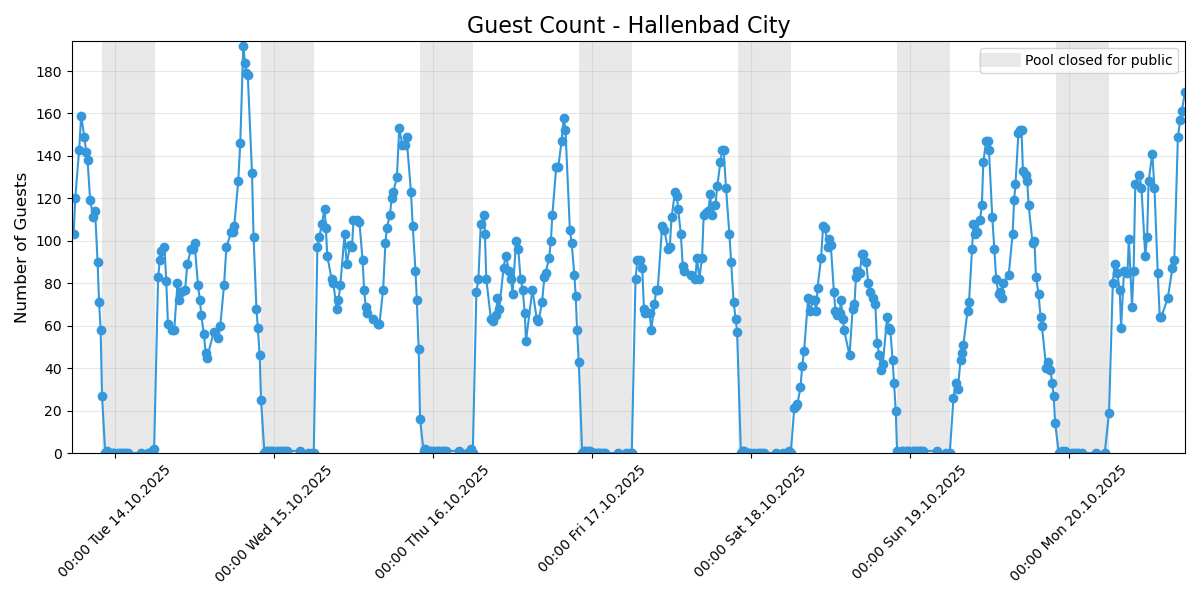 Guest Count - Hallenbad City
Pool closed for public
Number of Guests
180
160
140
120
100
80
60
40
20
0
00:00 Tue 14.10.2025
00:00 Wed 15.10.2025
00:00 Thu 16.10.2025
00:00 Fri 17.10.2025
00:00 Sat 18.10.2025
00:00 Sun 19.10.2025
00:00 Mon 20.10.2025